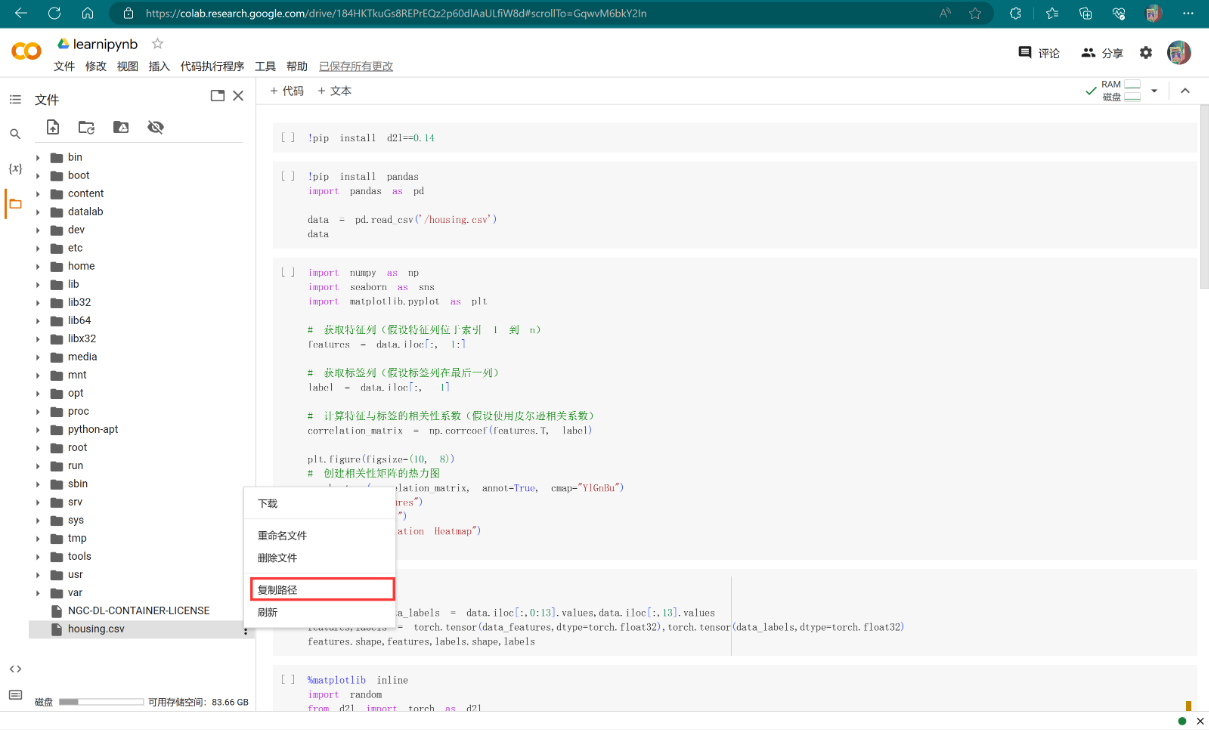 https://colab.research.google.com/drive/184HKTkuGs8REPrEQz2p60dlAaULfiW8d#scrollTo=GqwvM6bkY2In
learnipynb
文件 修改 视图 插入 代码执行程序 工具 帮助 已保存所有更改
评论 分享
文件
+ 代码 + 文本
RAM
磁盘
bin
boot
content
datalab
dev
etc
home
lib
lib32
lib64
libx32
media
mnt
opt
proc
python-apt
root
run
sbin
srv
sys
tmp
tools
usr
var
NGC-DL-CONTAINER-LICENSE
housing.csv
磁盘 可用存储空间: 83.66 GB
下载
重命名文件
删除文件
复制路径
刷新
[ ] !pip install d2l==0.14
[ ] !pip install pandas
import pandas as pd
data = pd.read_csv('/housing.csv')
data
[ ] import numpy as np
import seaborn as sns
import matplotlib.pyplot as plt
# 获取特征列（假设特征列位于索引 1 到 n）
features = data.iloc[:, 1:]
# 获取标签列（假设标签列在最后一列）
label = data.iloc[:, 1]
# 计算特征与标签的相关性系数（假设使用皮尔逊相关系数）
correlation_matrix = np.corrcoef(features.T, label)
plt.figure(figsize=(10, 8))
# 创建相关性矩阵的热力图
elation_matrix, annot=True, cmap="YlGnBu")
ures")
")
lation Heatmap")
ta_labels = data.iloc[:,0:13].values,data.iloc[:,13].values
features,labels = torch.tensor(data_features,dtype=torch.float32),torch.tensor(data_labels,dtype=torch.float32)
features.shape,features,labels.shape,labels
[ ] %matplotlib inline
import random
from d2l import torch as d2l